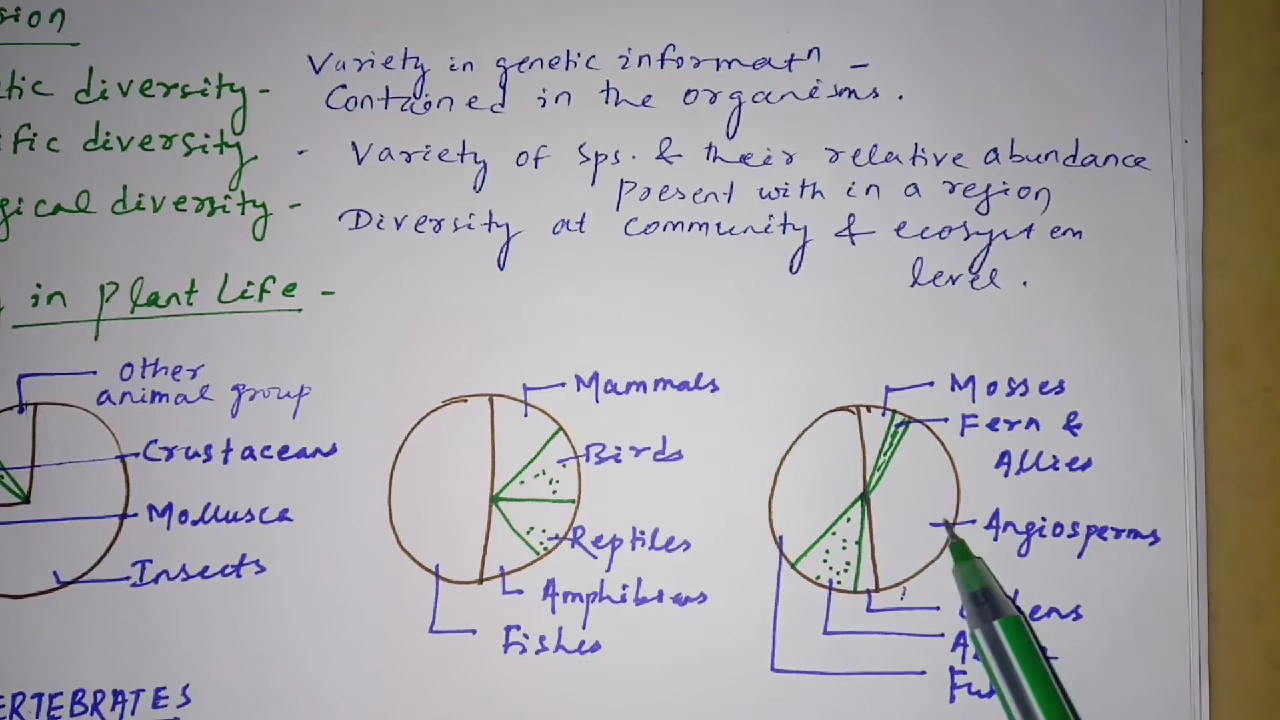 sion
tic diversity - Variety in genetic informatⁿ -
Contained in the organisms.
fic diversity - Variety of Sps. & their relative abundance
Present with in a region
gical diversity - Diversity at community & ecosystem
level.
in Plant Life -
Other
animal group
Crustaceans
Mollusca
Insects
Mammals
Birds
Reptiles
Amphibians
Fishes
Mosses
Fern &
Allies
Angiosperms
ERTEBRATES